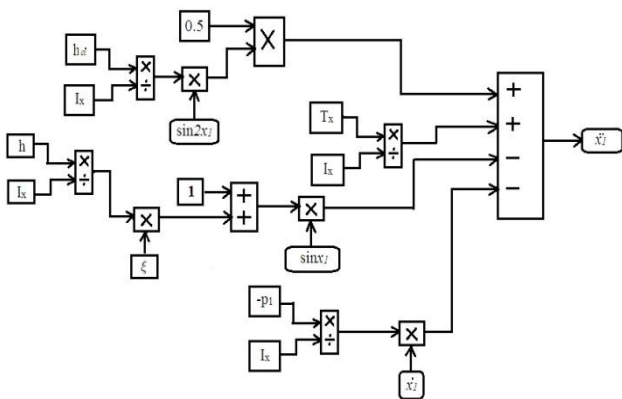 0.5
h_d
×
÷
I_x
×
×
sin2x_1
+
+
−
−
ẍ_1
T_x
×
÷
I_x
h
×
÷
I_x
×
ξ
1
+
+
×
sinx_1
-p_1
×
÷
I_x
×
ẋ_1